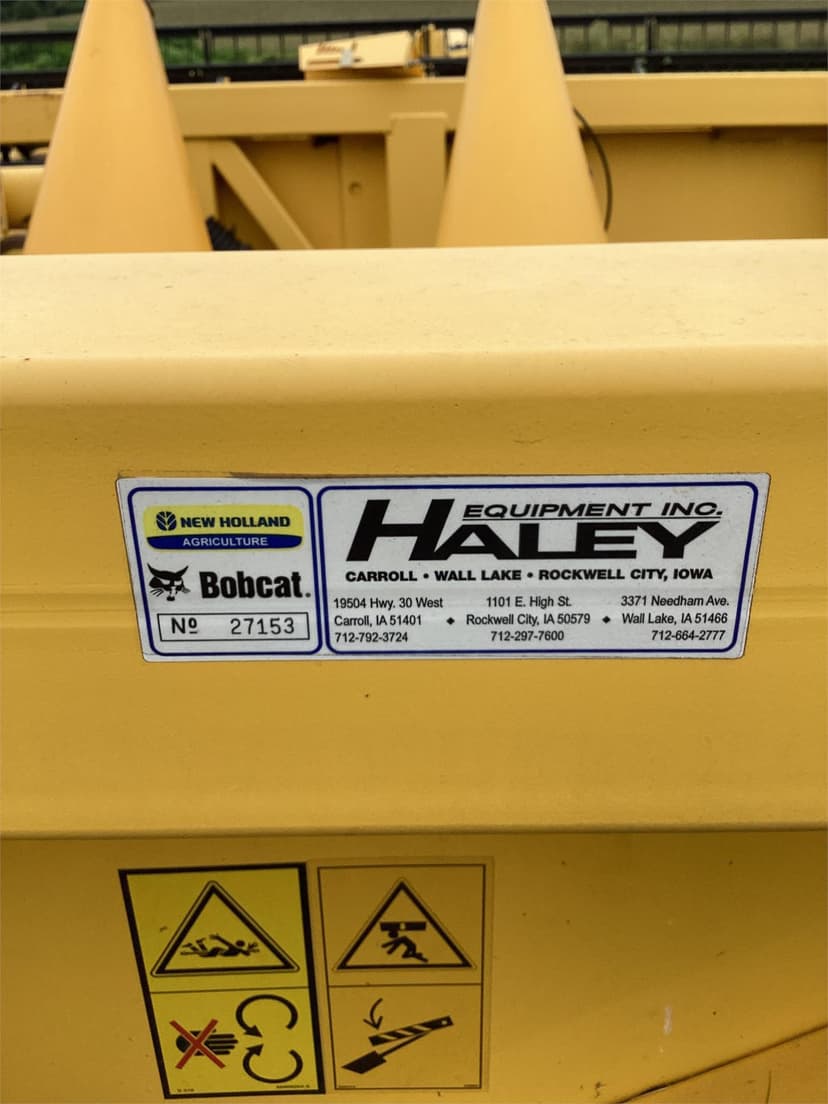 NEW HOLLAND
AGRICULTURE
Bobcat.
Nº 27153
HALEY EQUIPMENT INC.
CARROLL • WALL LAKE • ROCKWELL CITY, IOWA
19504 Hwy. 30 West 1101 E. High St. 3371 Needham Ave.
Carroll, IA 51401 ◆ Rockwell City, IA 50579 ◆ Wall Lake, IA 51466
712-792-3724 712-297-7600 712-664-2777